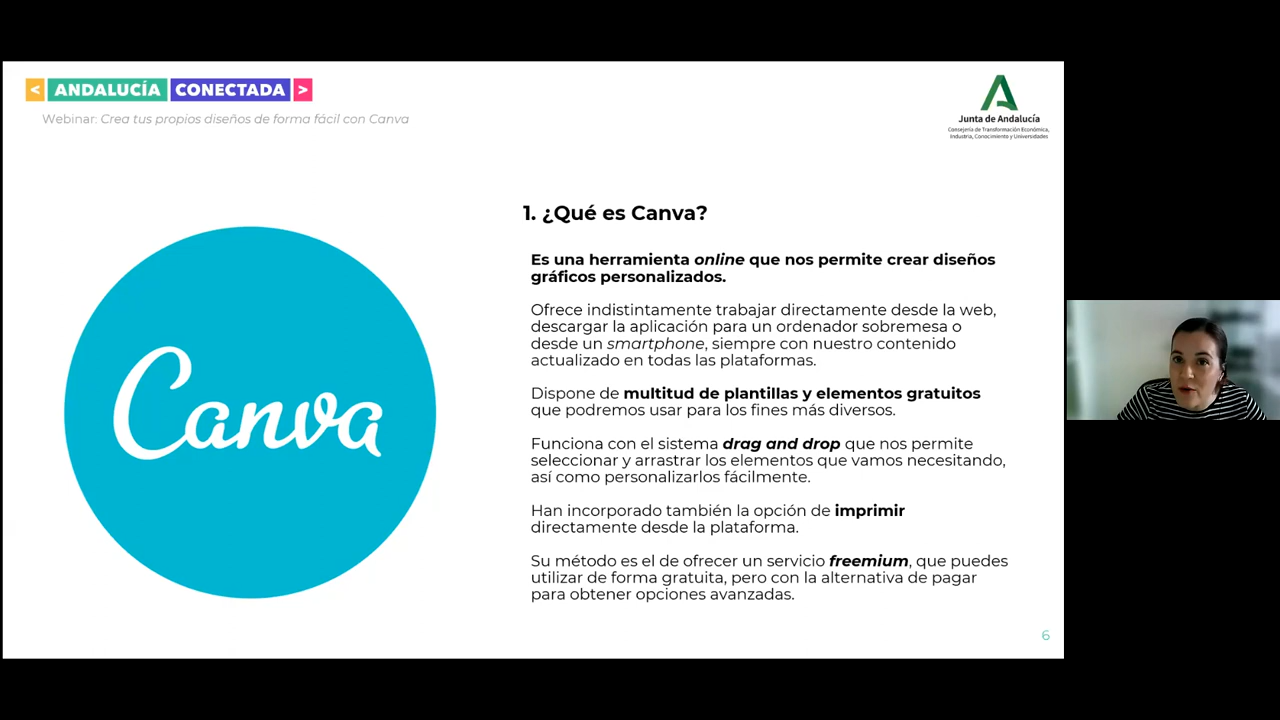 < ANDALUCÍA CONECTADA >
Webinar: Crea tus propios diseños de forma fácil con Canva
Junta de Andalucía
Consejería de Transformación Económica,
Industria, Conocimiento y Universidades
Canva
1. ¿Qué es Canva?
Es una herramienta online que nos permite crear diseños
gráficos personalizados.
Ofrece indistintamente trabajar directamente desde la web,
descargar la aplicación para un ordenador sobremesa o
desde un smartphone, siempre con nuestro contenido
actualizado en todas las plataformas.
Dispone de multitud de plantillas y elementos gratuitos
que podremos usar para los fines más diversos.
Funciona con el sistema drag and drop que nos permite
seleccionar y arrastrar los elementos que vamos necesitando,
así como personalizarlos fácilmente.
Han incorporado también la opción de imprimir
directamente desde la plataforma.
Su método es el de ofrecer un servicio freemium, que puedes
utilizar de forma gratuita, pero con la alternativa de pagar
para obtener opciones avanzadas.
6